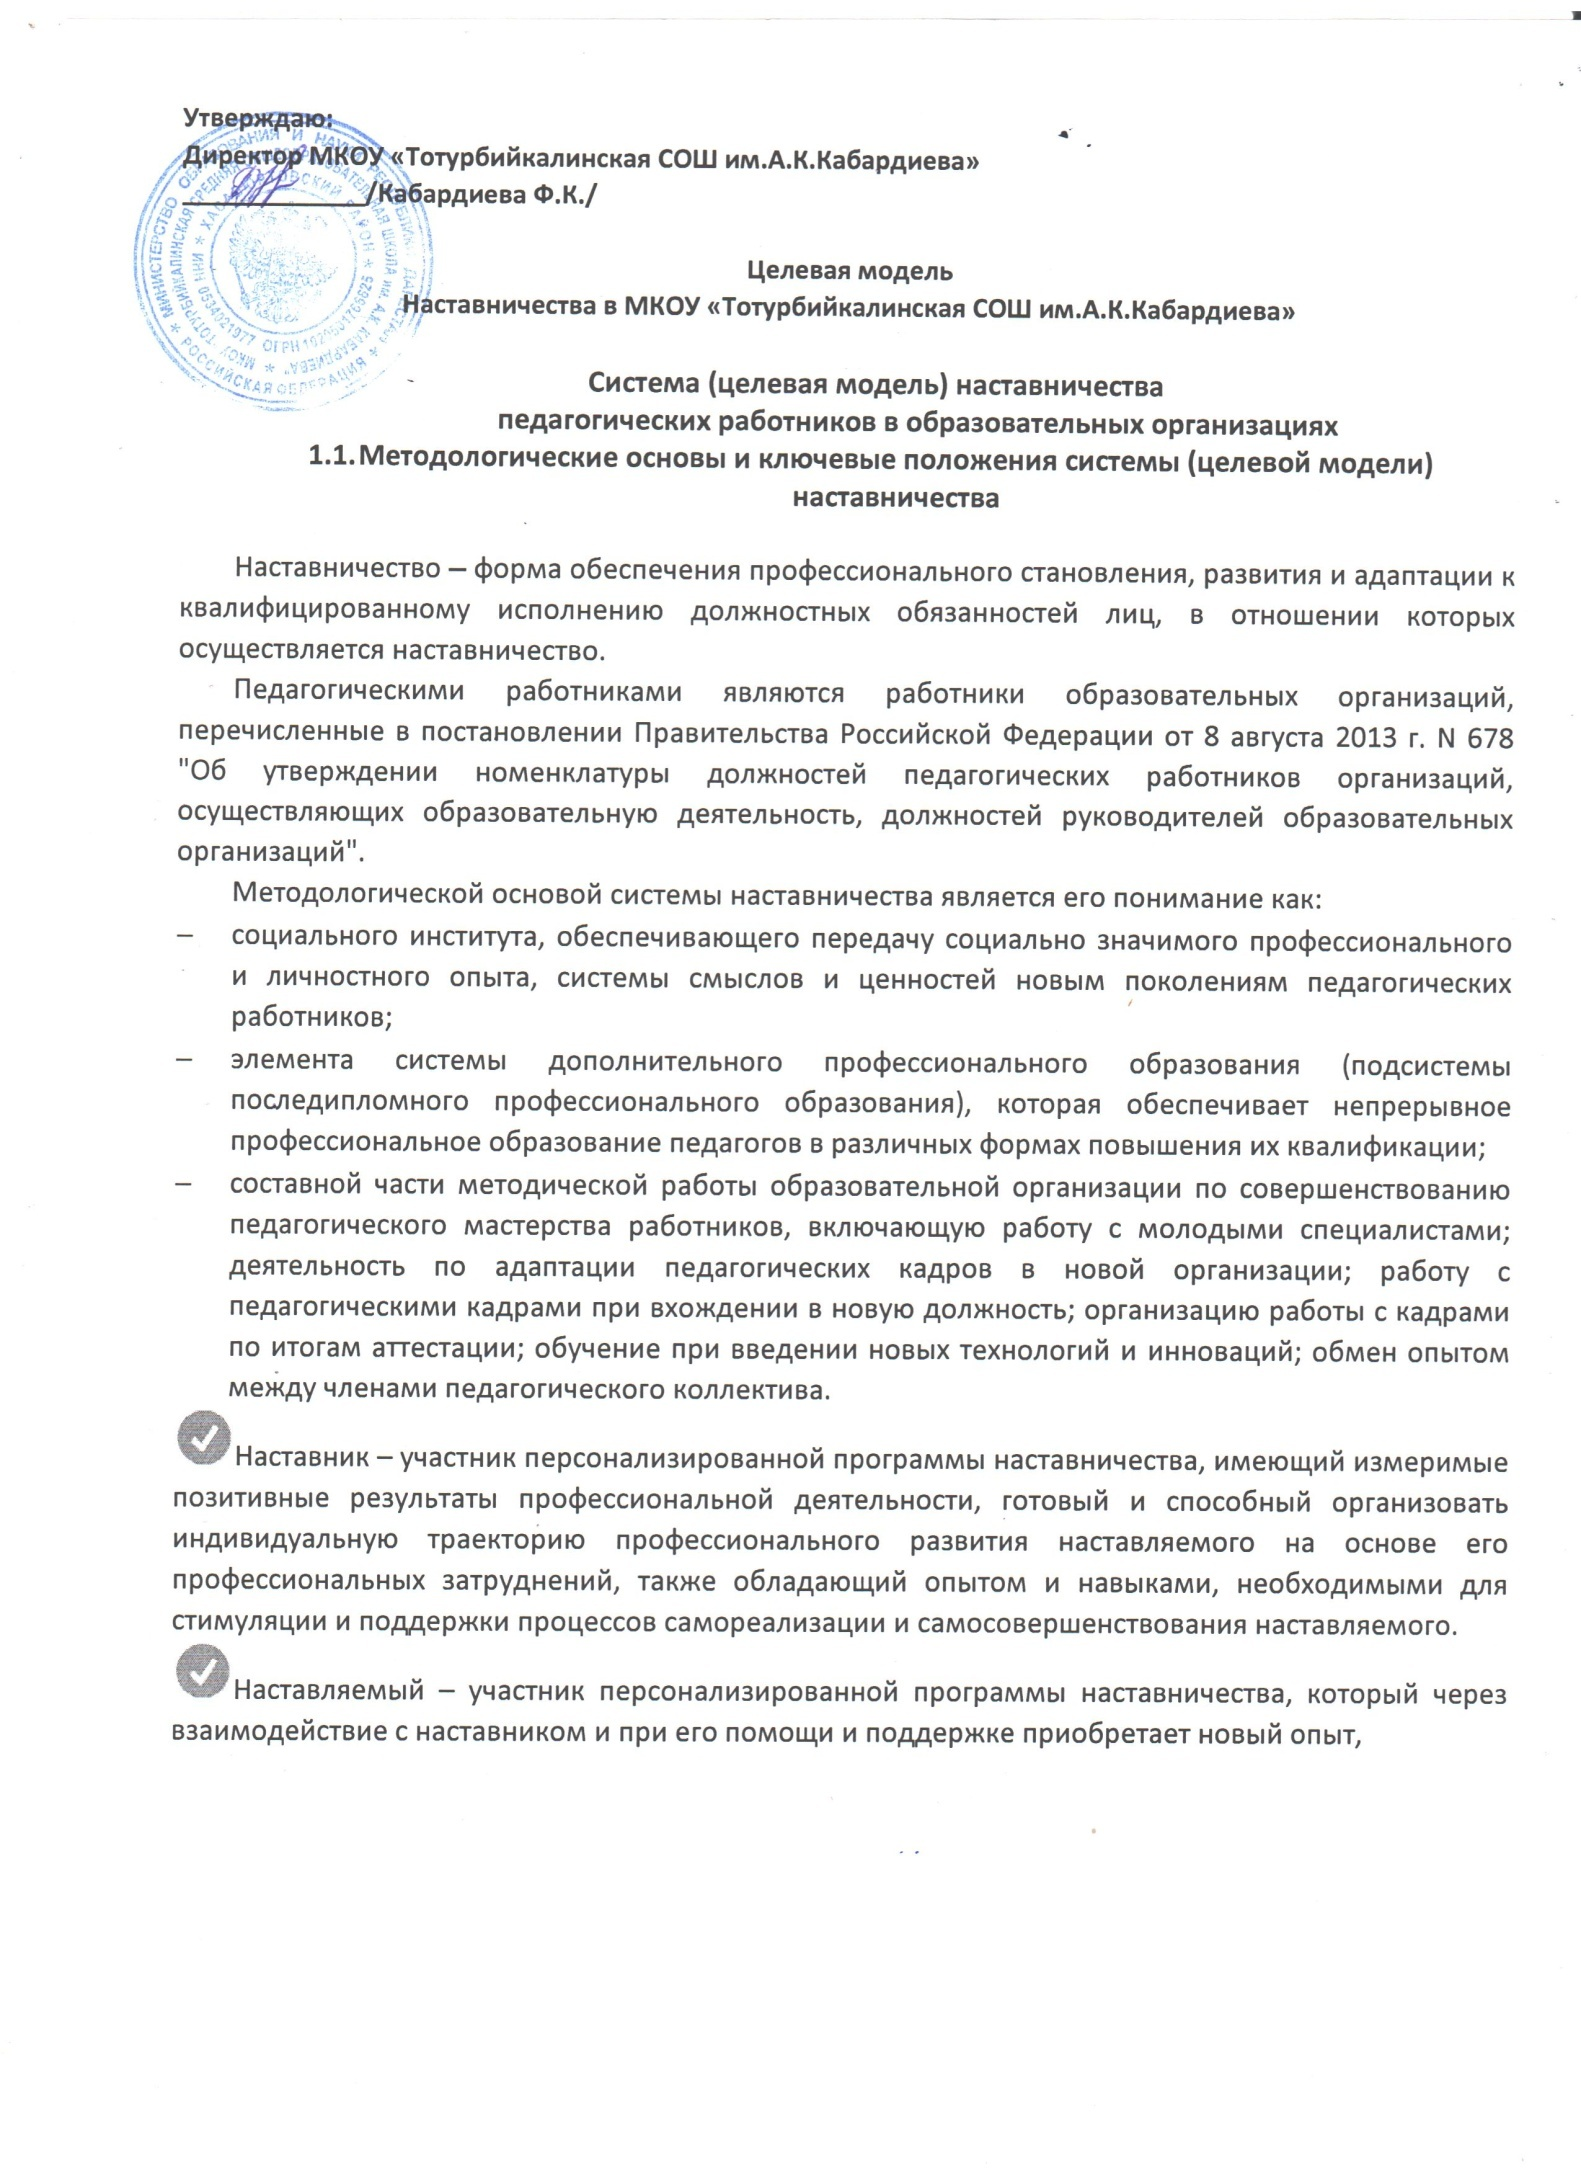 Утверждаю:
Директор МКОУ «Тотурбийкалинская СОШ им.А.К.Кабардиева»
/Кабардиева Ф.К./
Целевая модель
Наставничества в МКОУ «Тотурбийкалинская СОШ им.А.К.Кабардиева»
Система (целевая модель) наставничества
педагогических работников в образовательных организациях
1.1.Методологические основы и ключевые положения системы (целевой модели)
наставничества
Наставничество – форма обеспечения профессионального становления, развития и адаптации к
квалифицированному исполнению должностных обязанностей лиц, в отношении которых
осуществляется наставничество.
Педагогическими работниками являются работники образовательных организаций,
перечисленные в постановлении Правительства Российской Федерации от 8 августа 2013 г. N 678
"Об утверждении номенклатуры должностей педагогических работников организаций,
осуществляющих образовательную деятельность, должностей руководителей образовательных
организаций".
Методологической основой системы наставничества является его понимание как:
– социального института, обеспечивающего передачу социально значимого профессионального
и личностного опыта, системы смыслов и ценностей новым поколениям педагогических
работников;
– элемента системы дополнительного профессионального образования (подсистемы
последипломного профессионального образования), которая обеспечивает непрерывное
профессиональное образование педагогов в различных формах повышения их квалификации;
– составной части методической работы образовательной организации по совершенствованию
педагогического мастерства работников, включающую работу с молодыми специалистами;
деятельность по адаптации педагогических кадров в новой организации; работу с
педагогическими кадрами при вхождении в новую должность; организацию работы с кадрами
по итогам аттестации; обучение при введении новых технологий и инноваций; обмен опытом
между членами педагогического коллектива.
Наставник – участник персонализированной программы наставничества, имеющий измеримые
позитивные результаты профессиональной деятельности, готовый и способный организовать
индивидуальную траекторию профессионального развития наставляемого на основе его
профессиональных затруднений, также обладающий опытом и навыками, необходимыми для
стимуляции и поддержки процессов самореализации и самосовершенствования наставляемого.
Наставляемый – участник персонализированной программы наставничества, который через
взаимодействие с наставником и при его помощи и поддержке приобретает новый опыт,
МИНИСТЕРСТВО ОБРАЗОВАНИЯ И НАУКИ РЕСПУБЛИКИ ДАГЕСТАН
РОССИЙСКАЯ ФЕДЕРАЦИЯ